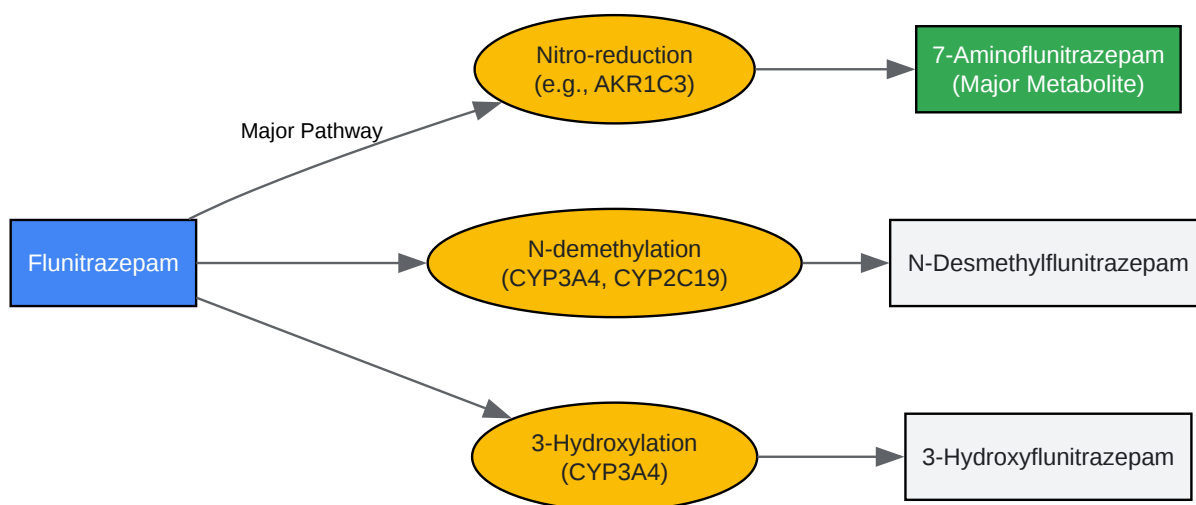 Nitro-reduction
(e.g., AKR1C3)
7-Aminoflunitrazepam
(Major Metabolite)
Major Pathway
Flunitrazepam
N-demethylation
(CYP3A4, CYP2C19)
N-Desmethylflunitrazepam
3-Hydroxylation
(CYP3A4)
3-Hydroxyflunitrazepam